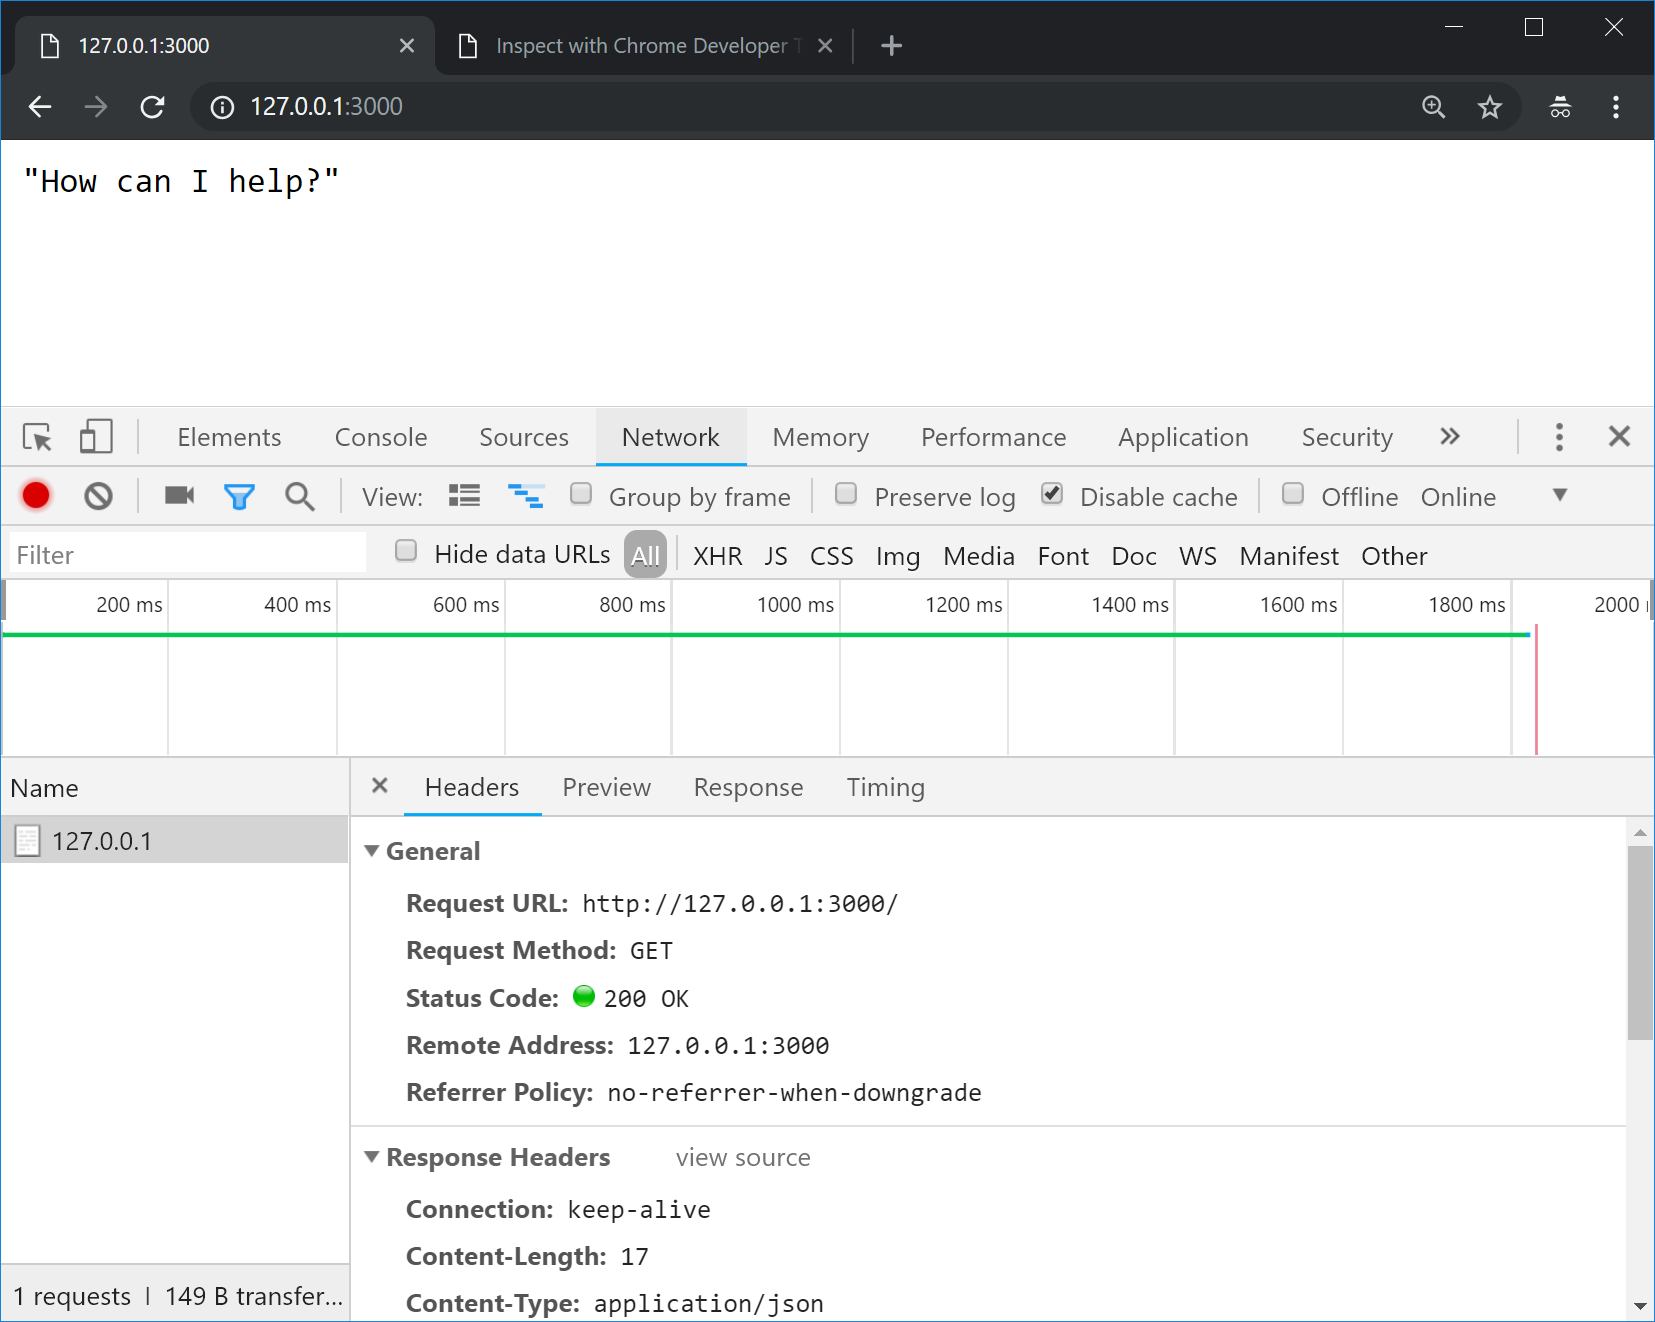 127.0.0.1:3000
Inspect with Chrome Developer
127.0.0.1:3000
"How can I help?"
Elements Console Sources Network Memory Performance Application Security
View: Group by frame Preserve log Disable cache Offline Online
Filter Hide data URLs All XHR JS CSS Img Media Font Doc WS Manifest Other
200 ms 400 ms 600 ms 800 ms 1000 ms 1200 ms 1400 ms 1600 ms 1800 ms 2000
Name
Headers Preview Response Timing
127.0.0.1
General
Request URL: http://127.0.0.1:3000/
Request Method: GET
Status Code: 200 OK
Remote Address: 127.0.0.1:3000
Referrer Policy: no-referrer-when-downgrade
Response Headers view source
Connection: keep-alive
Content-Length: 17
Content-Type: application/json
1 requests | 149 B transfer...